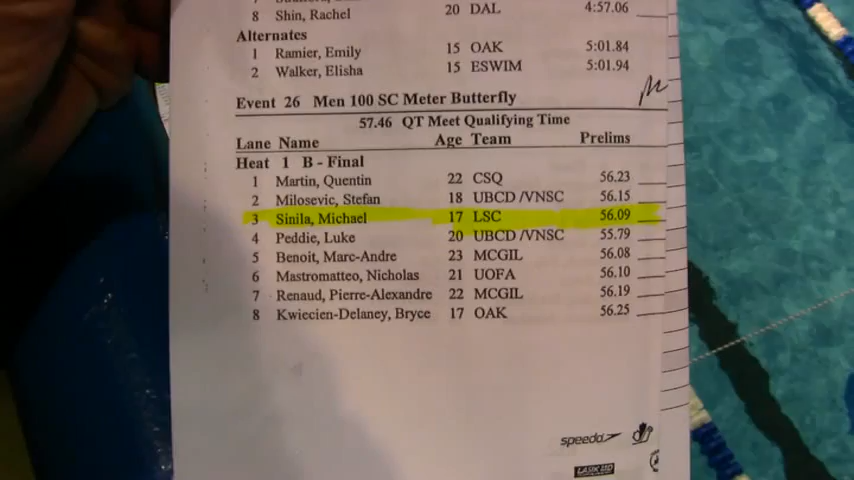 8 Shin, Rachel 20 DAL 4:57.06
Alternates
1 Ramier, Emily 15 OAK 5:01.84
2 Walker, Elisha 15 ESWIM 5:01.94
Event 26 Men 100 SC Meter Butterfly
57.46 QT Meet Qualifying Time
Lane Name Age Team Prelims
Heat 1 B - Final
1 Martin, Quentin 22 CSQ 56.23
2 Milosevic, Stefan 18 UBCD /VNSC 56.15
3 Sinila, Michael 17 LSC 56.09
4 Peddie, Luke 20 UBCD /VNSC 55.79
5 Benoit, Marc-Andre 23 MCGIL 56.08
6 Mastromatteo, Nicholas 21 UOFA 56.10
7 Renaud, Pierre-Alexandre 22 MCGIL 56.19
8 Kwiecien-Delaney, Bryce 17 OAK 56.25
speedo
LASIK MD